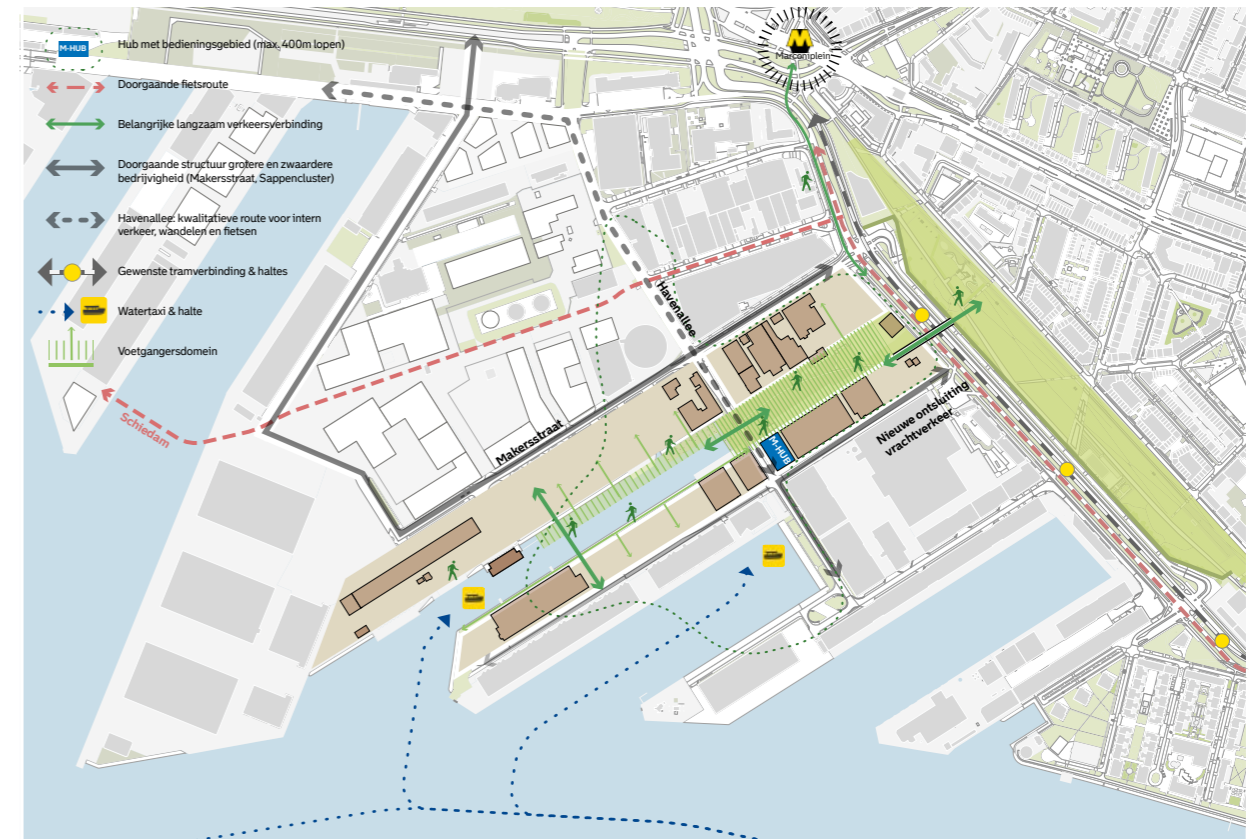 M-HUB
Hub met bedieningsgebied (max. 400m lopen)
Doorgaande fietsroute
Belangrijke langzaam verkeersverbinding
Doorgaande structuur grotere en zwaardere
bedrijvigheid (Makersstraat, Sappencluster)
Havenallee: kwalitatieve route voor intern
verkeer, wandelen en fietsen
Gewenste tramverbinding & haltes
Watertaxi & halte
Voetgangersdomein
M
Marconiplein
Havenallee
Makersstraat
Schiedam
M-HUB
Nieuwe ontsluiting
vrachtverkeer